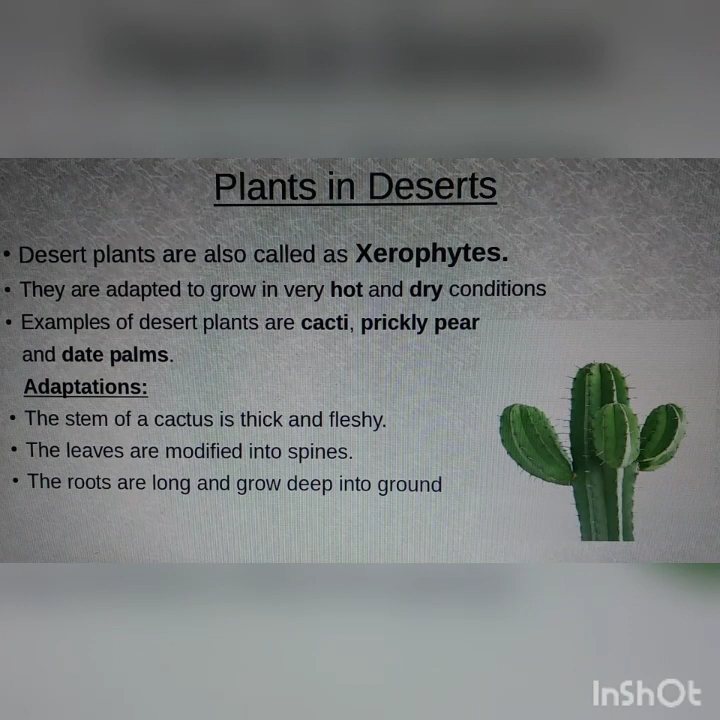 Plants in Deserts
• Desert plants are also called as Xerophytes.
• They are adapted to grow in very hot and dry conditions
• Examples of desert plants are cacti, prickly pear
and date palms.
Adaptations:
• The stem of a cactus is thick and fleshy.
• The leaves are modified into spines.
• The roots are long and grow deep into ground
InShOt